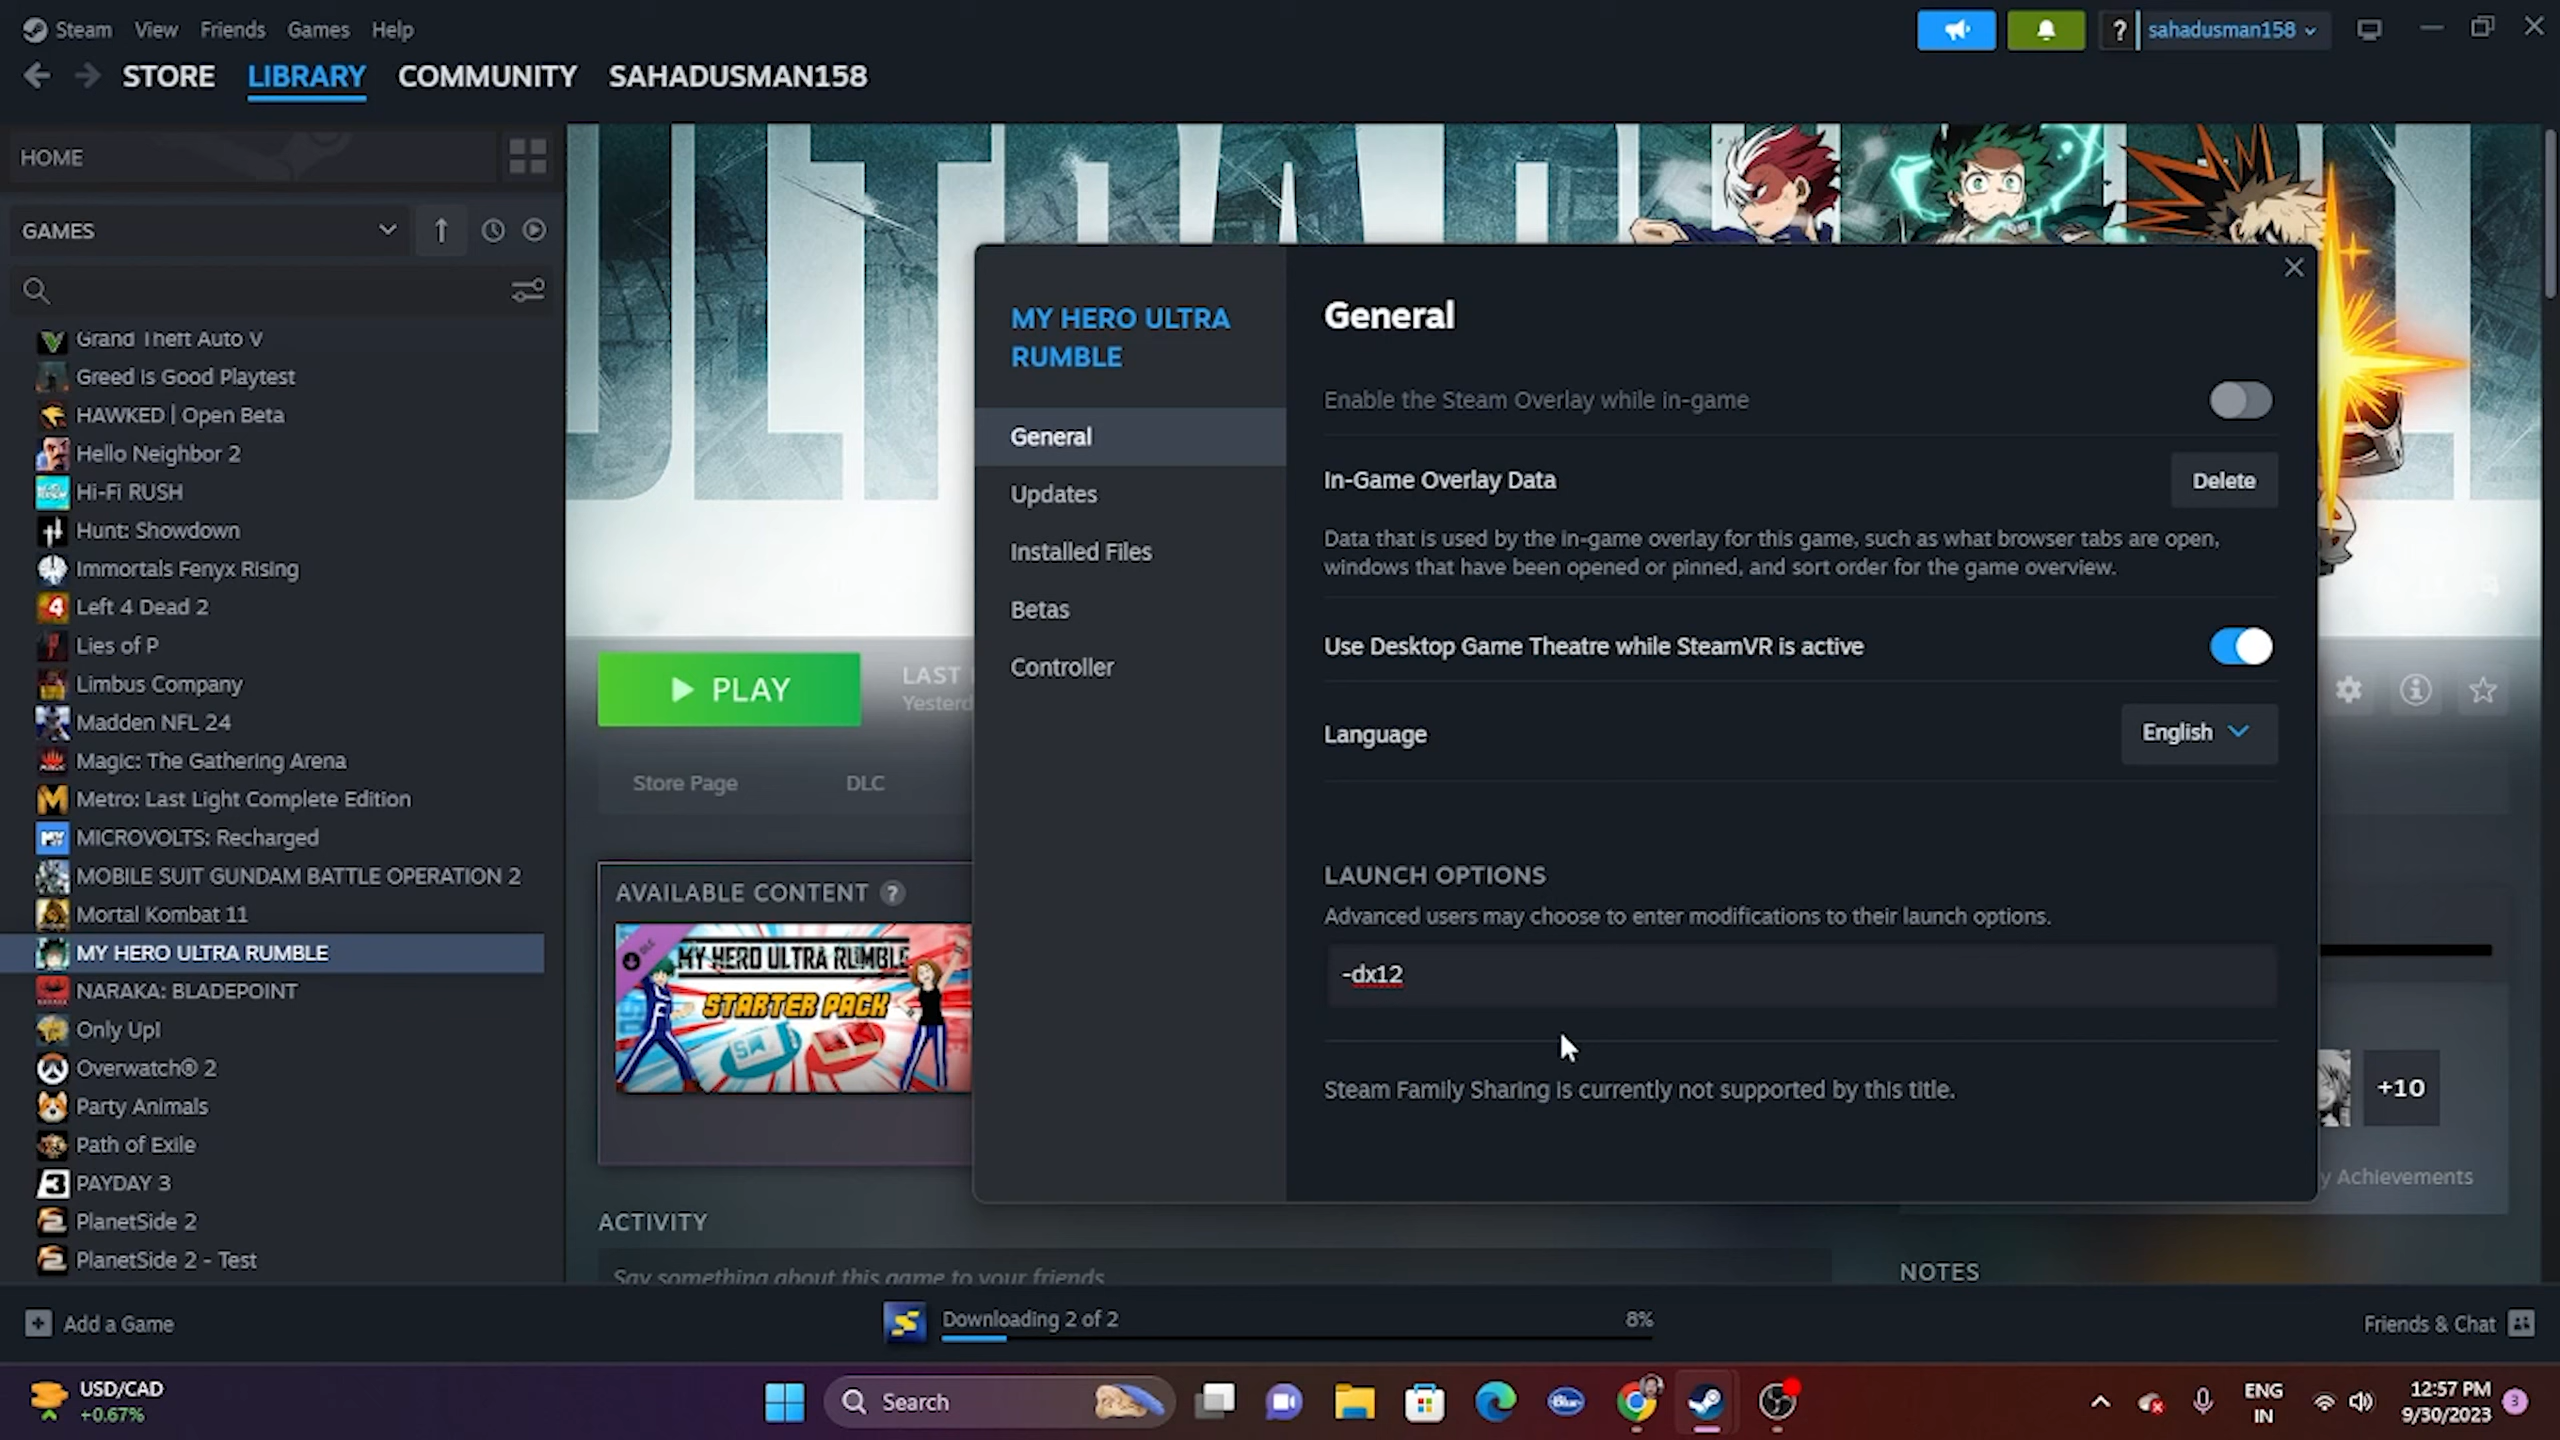 Steam View Friends Games Help
? sahadusman158
STORE LIBRARY COMMUNITY SAHADUSMAN158
HOME
GAMES
Grand Theft Auto V
Greed is Good Playtest
HAWKED | Open Beta
Hello Neighbor 2
Hi-Fi RUSH
Hunt: Showdown
Immortals Fenyx Rising
Left 4 Dead 2
Lies of P
Limbus Company
Madden NFL 24
Magic: The Gathering Arena
Metro: Last Light Complete Edition
MICROVOLTS: Recharged
MOBILE SUIT GUNDAM BATTLE OPERATION 2
Mortal Kombat 11
MY HERO ULTRA RUMBLE
NARAKA: BLADEPOINT
Only Up!
Overwatch® 2
Party Animals
Path of Exile
PAYDAY 3
PlanetSide 2
PlanetSide 2 - Test
PLAY
LAST
Yesterd
Store Page DLC
AVAILABLE CONTENT ?
DLC
MY HERO ULTRA RUMBLE
STARTER PACK
ACTIVITY
Say something about this game to your friends
MY HERO ULTRA
RUMBLE
General
Updates
Installed Files
Betas
Controller
General
Enable the Steam Overlay while in-game
In-Game Overlay Data Delete
Data that is used by the in-game overlay for this game, such as what browser tabs are open,
windows that have been opened or pinned, and sort order for the game overview.
Use Desktop Game Theatre while SteamVR is active
Language English
LAUNCH OPTIONS
Advanced users may choose to enter modifications to their launch options.
-dx12
Steam Family Sharing is currently not supported by this title.
+10
y Achievements
NOTES
Add a Game
Downloading 2 of 2 8%
Friends & Chat
USD/CAD
+0.67%
Search
Blue
ENG
IN
12:57 PM
9/30/2023
3